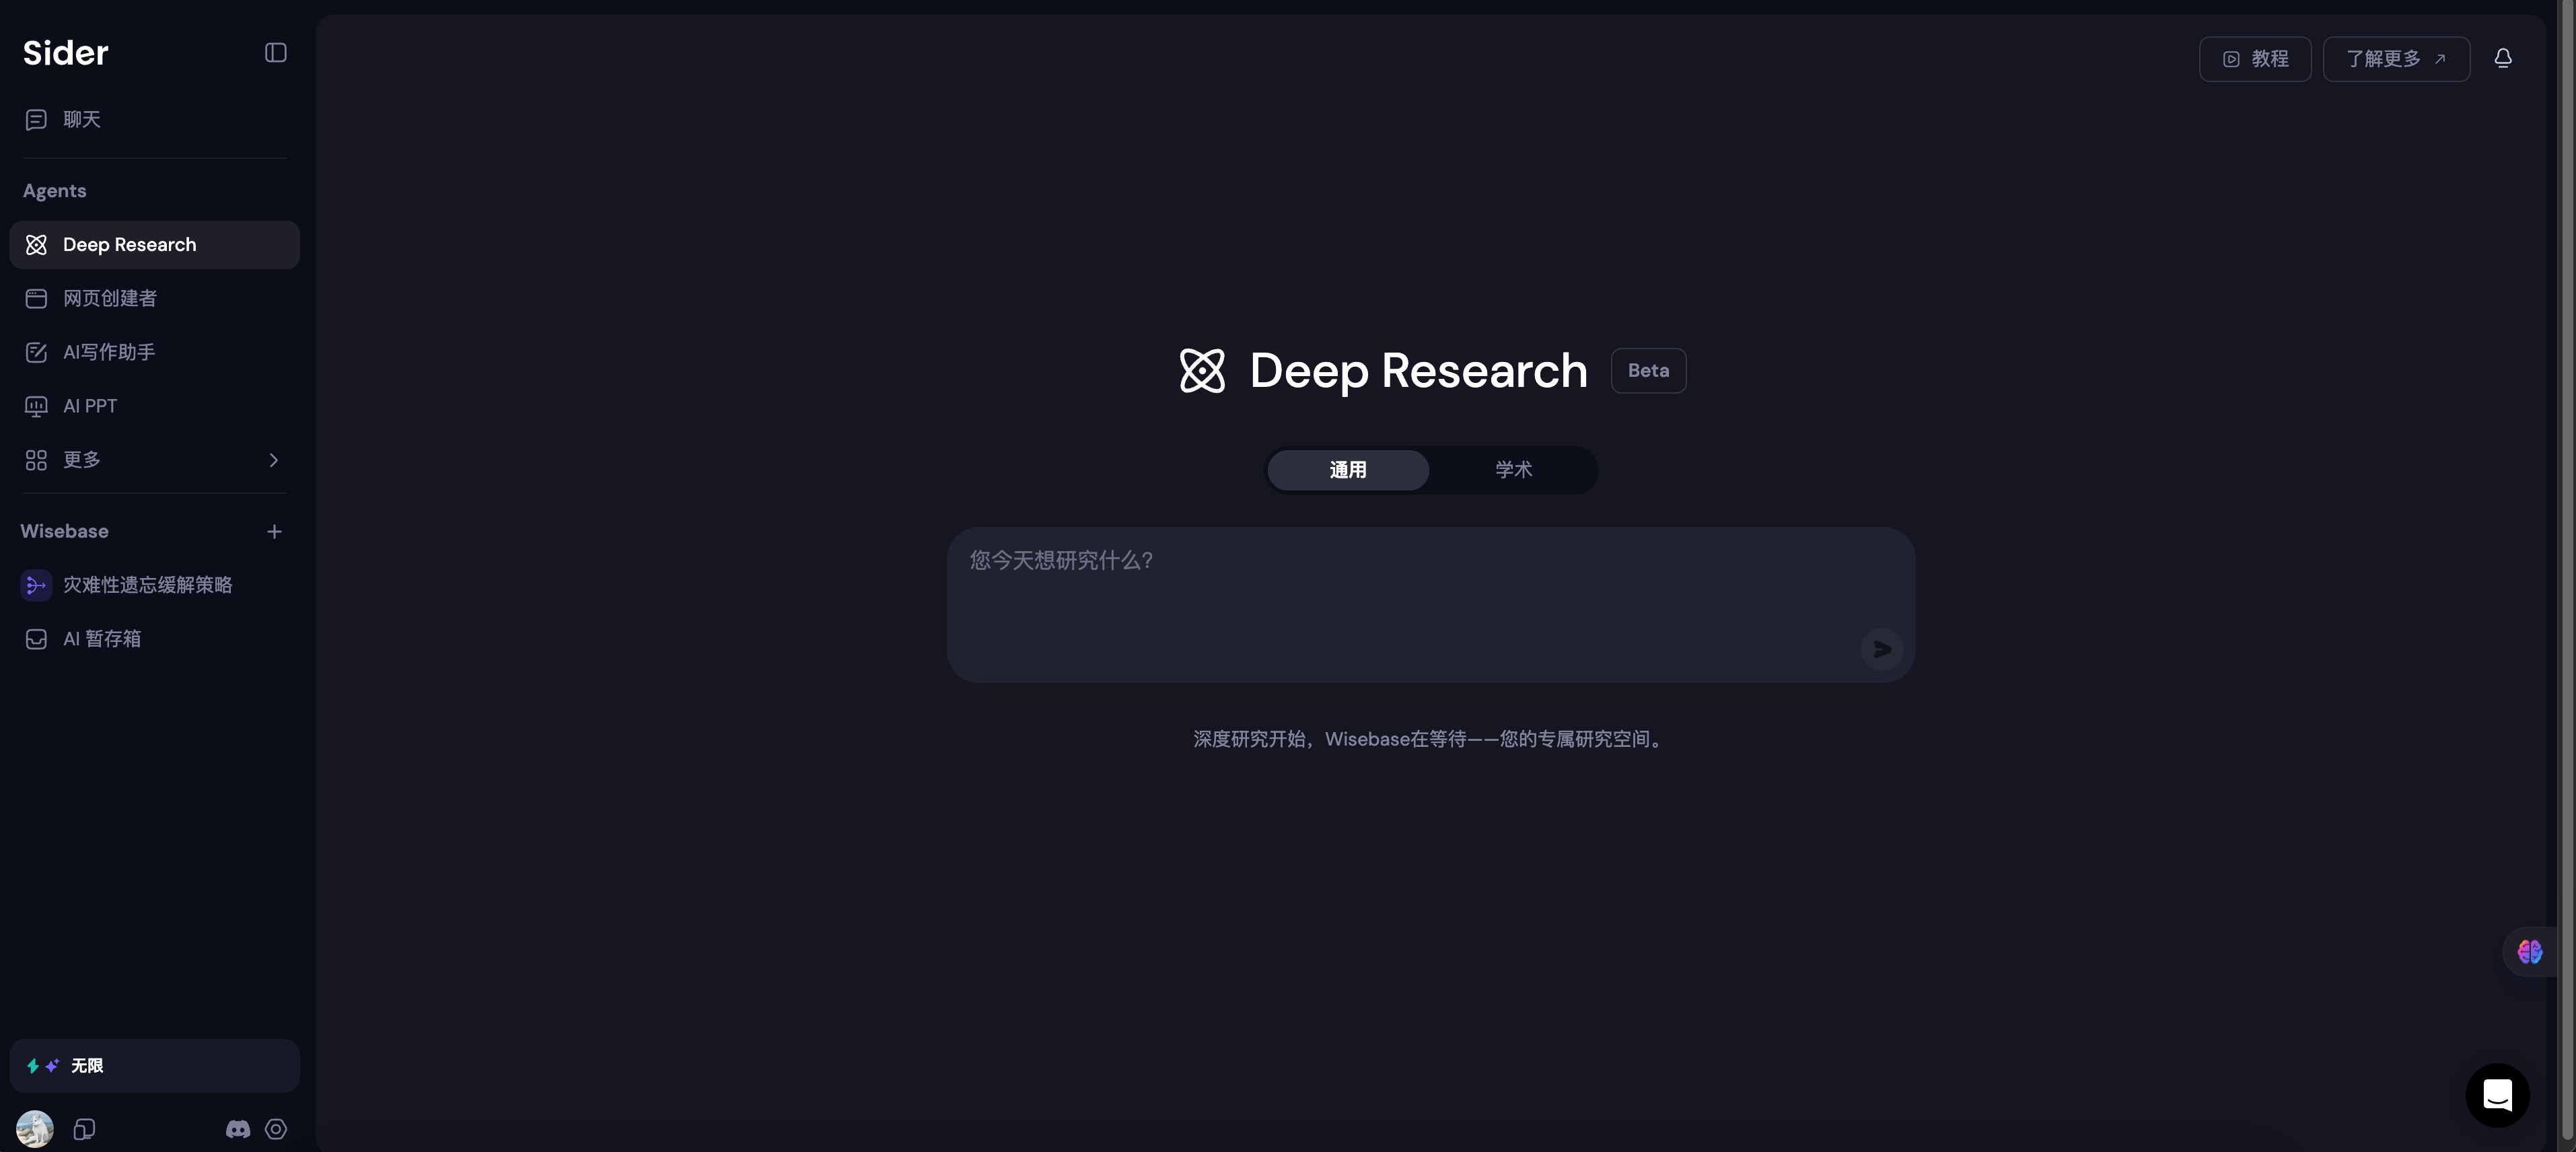 Sider
聊天
Agents
Deep Research
网页创建者
AI写作助手
AI PPT
更多
Wisebase
灾难性遗忘缓解策略
AI 暂存箱
无限
教程
了解更多
Deep Research
Beta
通用
学术
您今天想研究什么?
深度研究开始，Wisebase在等待——您的专属研究空间。